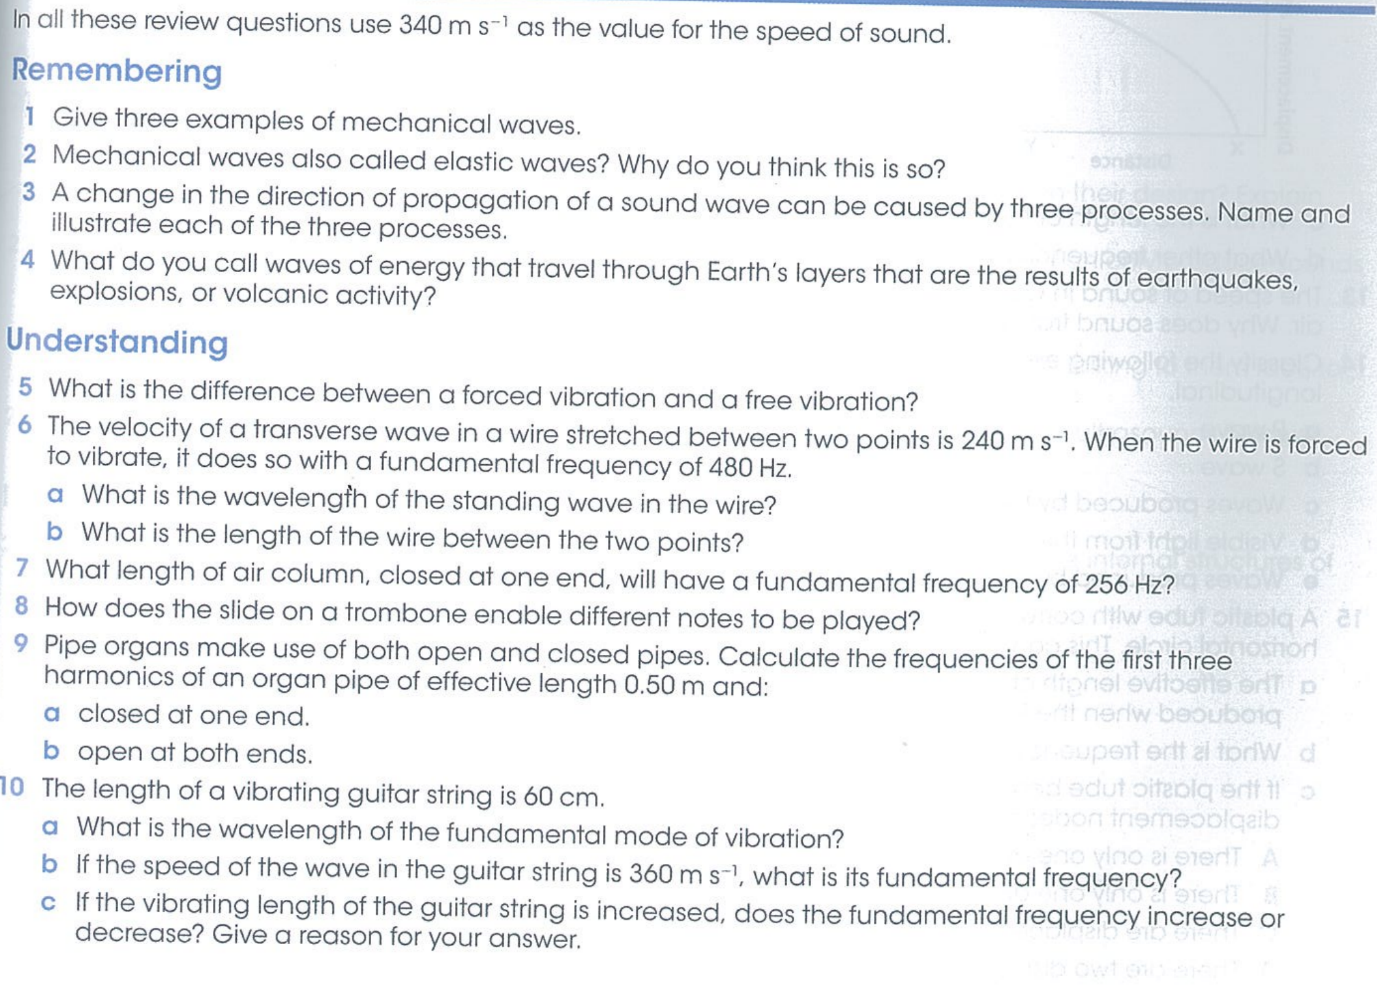 In all these review questions use 340 m s⁻¹ as the value for the speed of sound.
Remembering
1 Give three examples of mechanical waves.
2 Mechanical waves also called elastic waves? Why do you think this is so?
3 A change in the direction of propagation of a sound wave can be caused by three processes. Name and
illustrate each of the three processes.
4 What do you call waves of energy that travel through Earth's layers that are the results of earthquakes,
explosions, or volcanic activity?
Understanding
5 What is the difference between a forced vibration and a free vibration?
6 The velocity of a transverse wave in a wire stretched between two points is 240 m s⁻¹. When the wire is forced
to vibrate, it does so with a fundamental frequency of 480 Hz.
a What is the wavelength of the standing wave in the wire?
b What is the length of the wire between the two points?
7 What length of air column, closed at one end, will have a fundamental frequency of 256 Hz?
8 How does the slide on a trombone enable different notes to be played?
9 Pipe organs make use of both open and closed pipes. Calculate the frequencies of the first three
harmonics of an organ pipe of effective length 0.50 m and:
a closed at one end.
b open at both ends.
10 The length of a vibrating guitar string is 60 cm.
a What is the wavelength of the fundamental mode of vibration?
b If the speed of the wave in the guitar string is 360 m s⁻¹, what is its fundamental frequency?
c If the vibrating length of the guitar string is increased, does the fundamental frequency increase or
decrease? Give a reason for your answer.